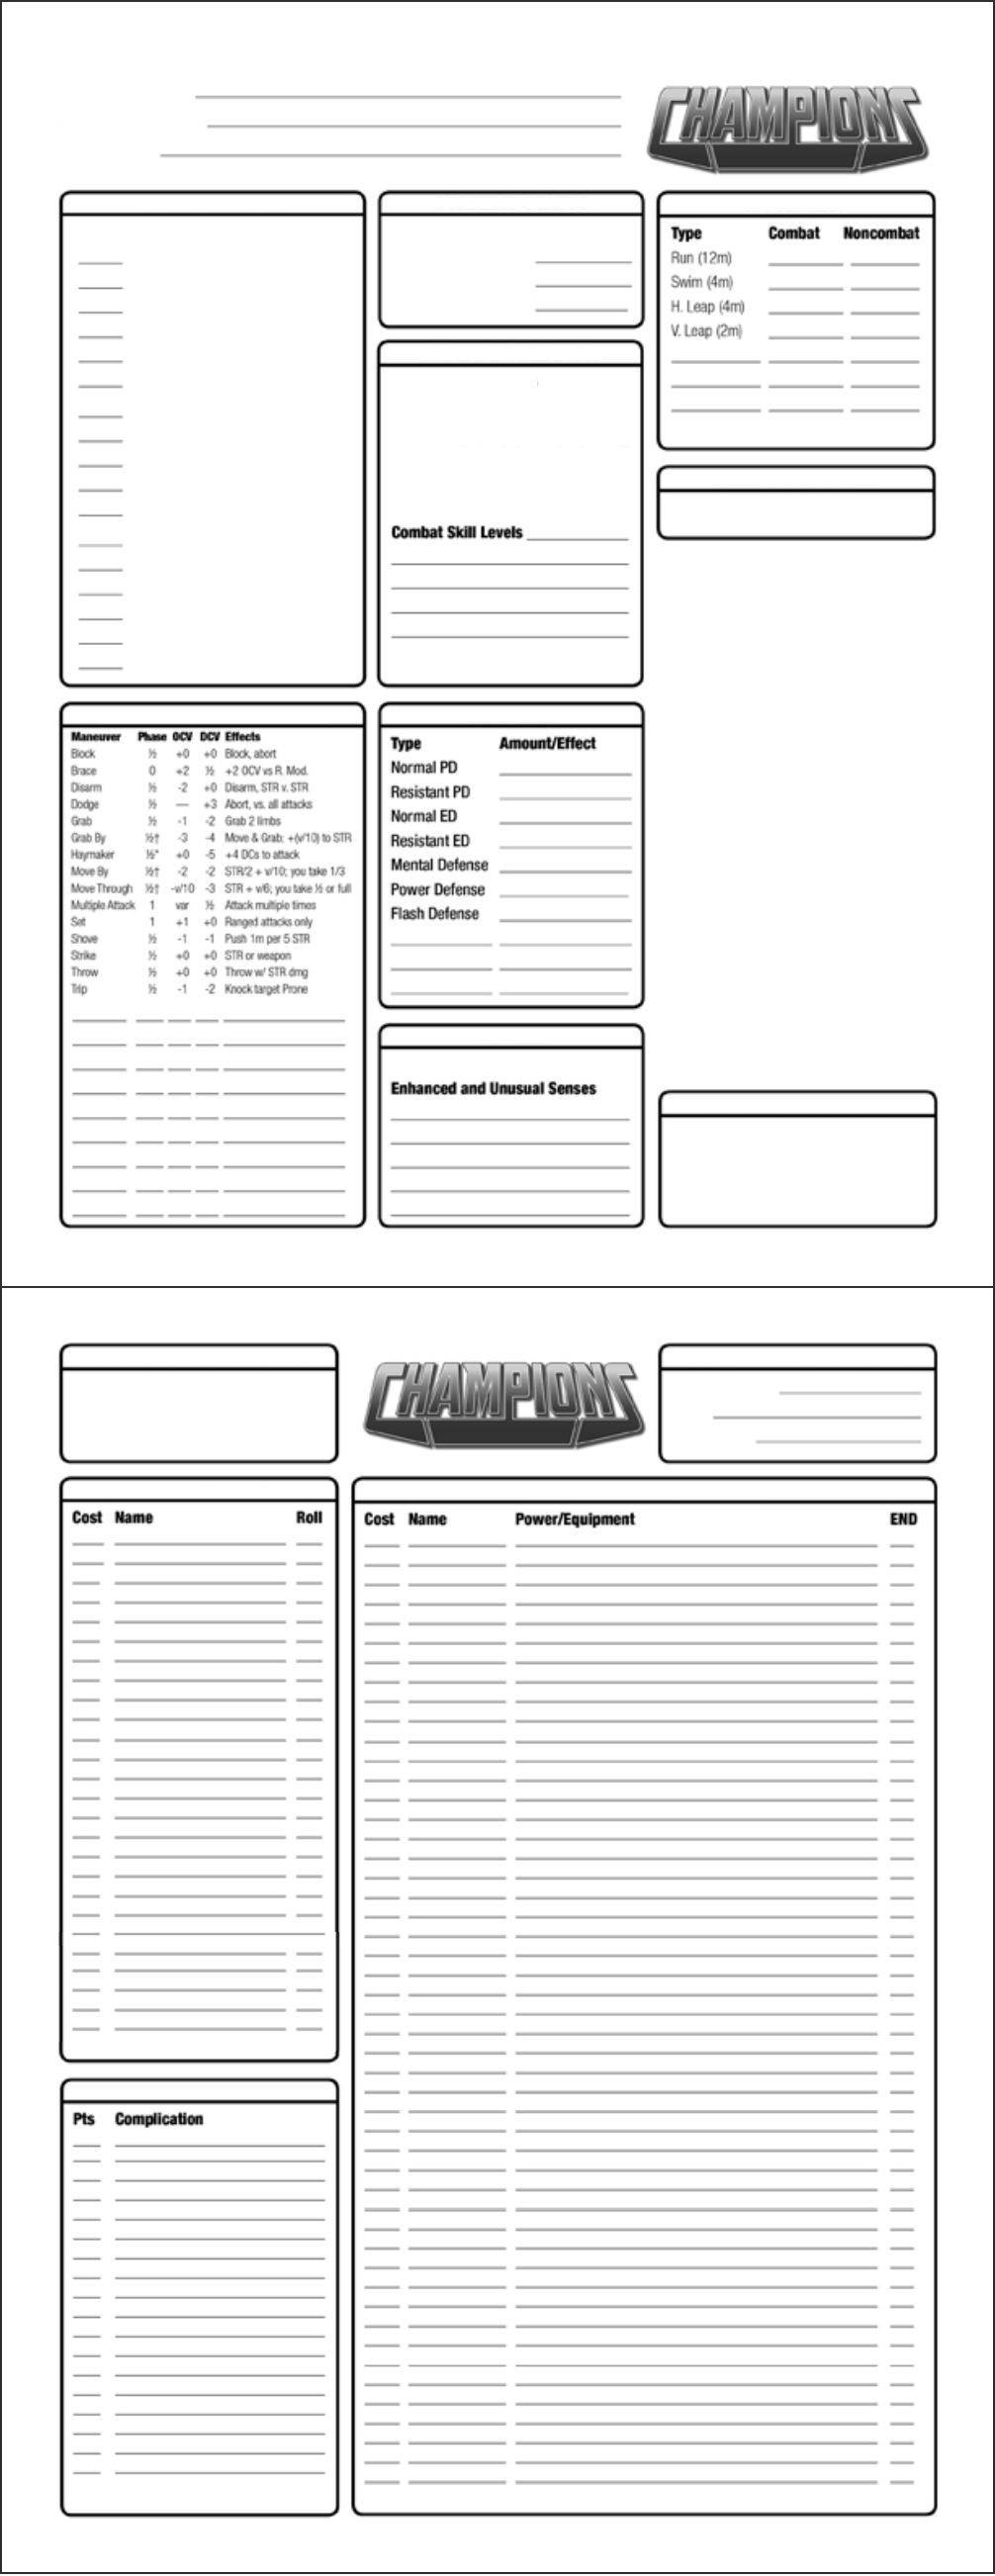 CHAMPIONS
Type Combat Noncombat
Run (12m)
Swim (4m)
H. Leap (4m)
V. Leap (2m)
Combat Skill Levels
Maneuver Phase OCV DCV Effects
Block ½ +0 +0 Block, abort
Brace 0 +2 ½ +2 OCV vs R. Mod.
Disarm ½ -2 +0 Disarm, STR v. STR
Dodge ½ — +3 Abort, vs. all attacks
Grab ½ -1 -2 Grab 2 limbs
Grab By ½† -3 -4 Move & Grab; +(v/10) to STR
Haymaker ½* +0 -5 +4 DCs to attack
Move By ½† -2 -2 STR/2 + v/10; you take 1/3
Move Through ½† -v/10 -3 STR + v/6; you take ½ or full
Multiple Attack 1 var ½ Attack multiple times
Set 1 +1 +0 Ranged attacks only
Shove ½ -1 -1 Push 1m per 5 STR
Strike ½ +0 +0 STR or weapon
Throw ½ +0 +0 Throw w/ STR dmg
Trip ½ -1 -2 Knock target Prone
Type Amount/Effect
Normal PD
Resistant PD
Normal ED
Resistant ED
Mental Defense
Power Defense
Flash Defense
Enhanced and Unusual Senses
CHAMPIONS
Cost Name Roll
Cost Name Power/Equipment END
Pts Complication